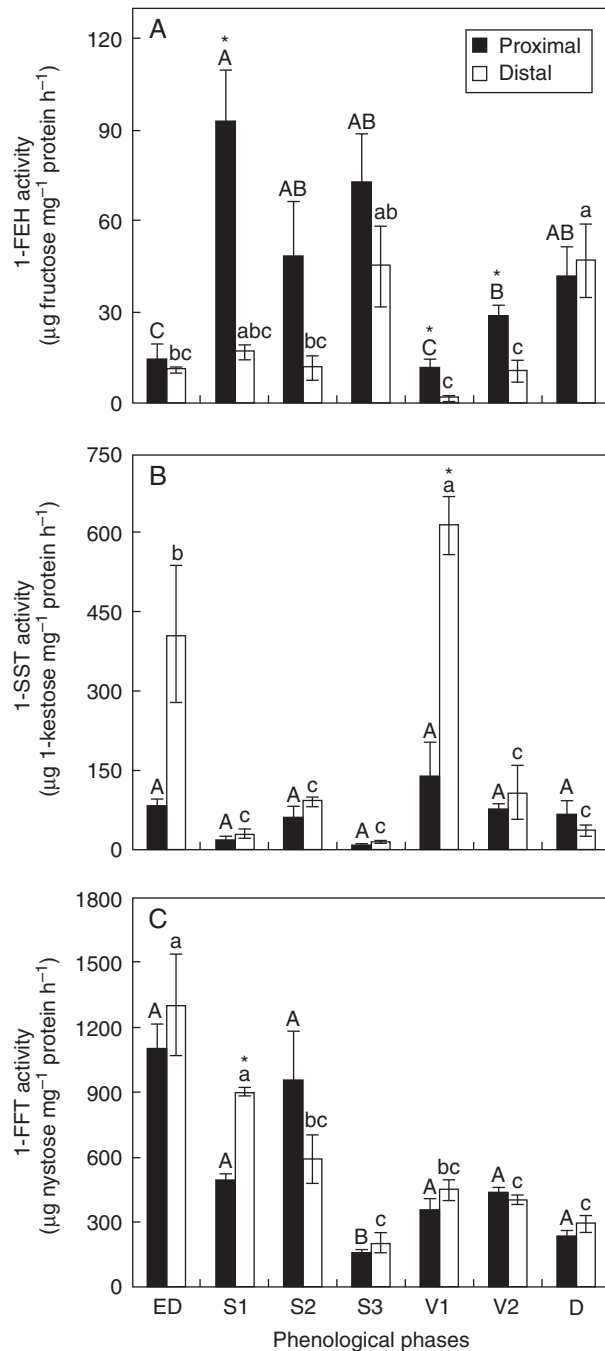 A
Proximal
Distal
120
90
60
30
0
1-FEH activity
(µg fructose mg⁻¹ protein h⁻¹)
C
bc
*
A
abc
AB
bc
AB
ab
*
C
c
*
B
c
AB
a
B
750
600
450
300
150
0
1-SST activity
(µg 1-kestose mg⁻¹ protein h⁻¹)
A
b
A
c
A
c
A
c
A
*
a
A
c
A
c
C
1800
1500
1200
900
600
300
0
1-FFT activity
(µg nystose mg⁻¹ protein h⁻¹)
A
a
A
*
a
A
bc
B
c
A
bc
A
c
A
c
ED S1 S2 S3 V1 V2 D
Phenological phases